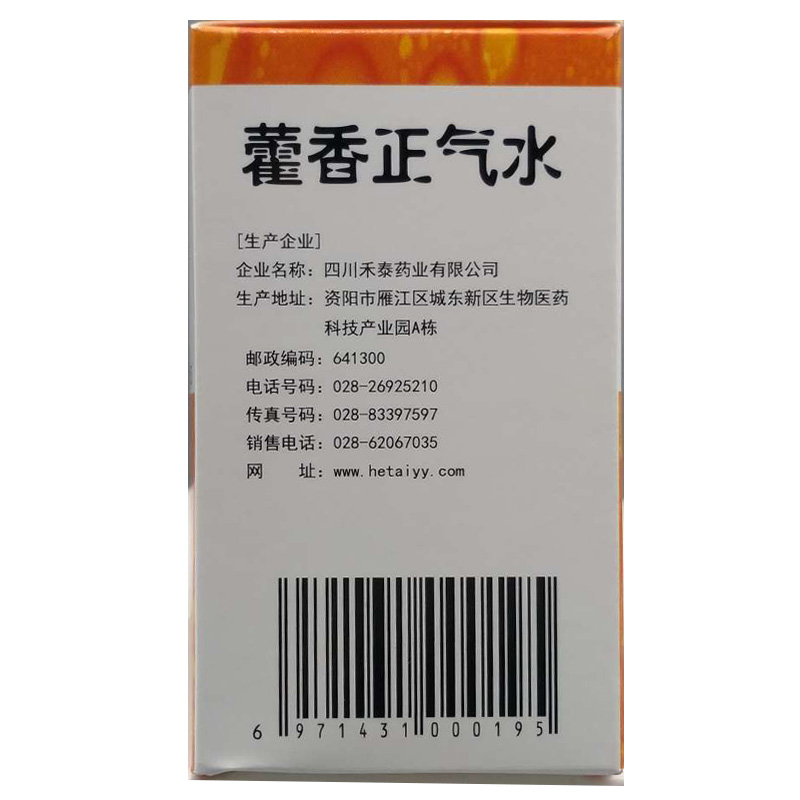 藿香正气水
[生产企业]
企业名称：四川禾泰药业有限公司
生产地址：资阳市雁江区城东新区生物医药
科技产业园A栋
邮政编码：641300
电话号码：028-26925210
传真号码：028-83397597
销售电话：028-62067035
网　　址：www.hetaiyy.com
6 971431 000195